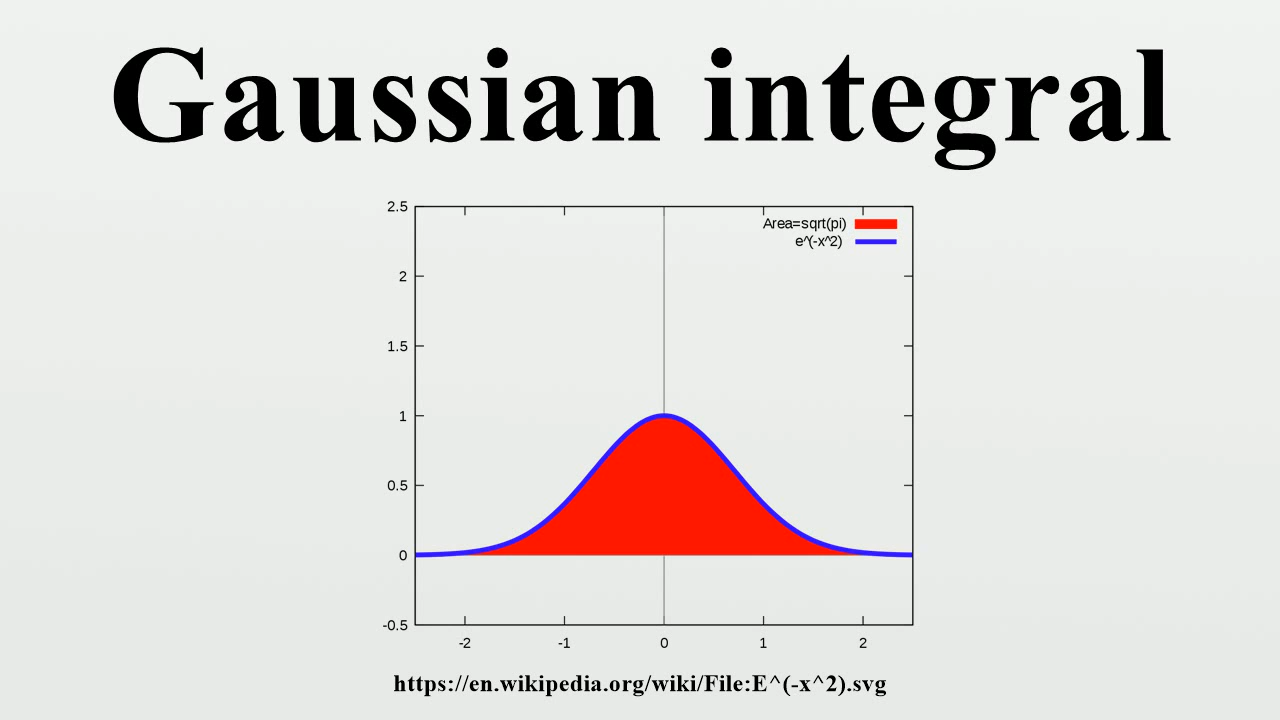 Gaussian integral
2.5
Area=sqrt(pi)
e^(-x^2)
2
1.5
1
0.5
0
-0.5
-2 -1 0 1 2
https://en.wikipedia.org/wiki/File:E^(-x^2).svg